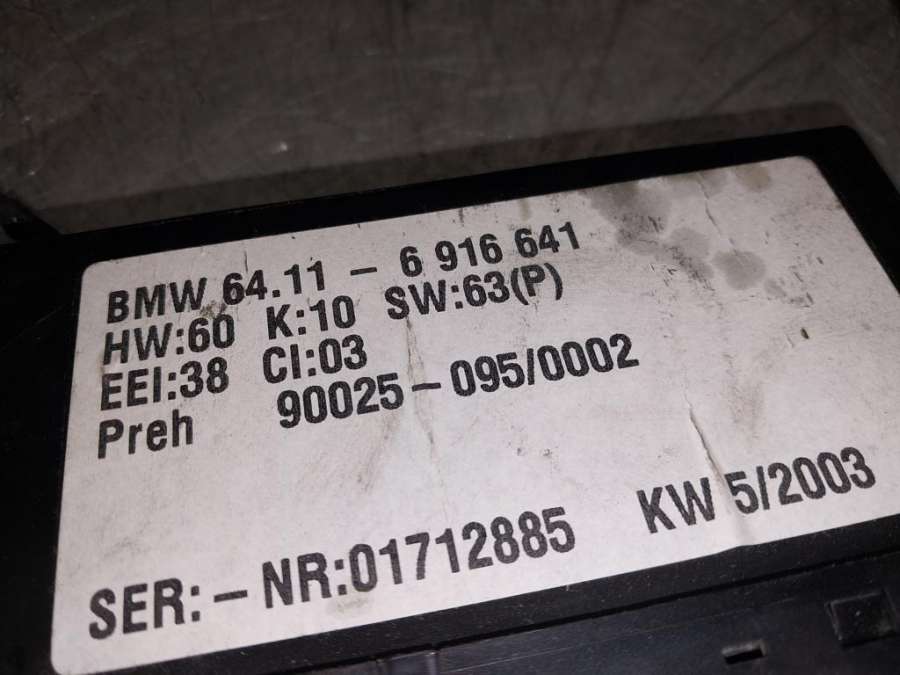 BMW 64.11 - 6 916 641
HW:60 K:10 SW:63(P)
EEI:38 CI:03
Preh 90025-095/0002
SER:-NR:01712885 KW 5/2003